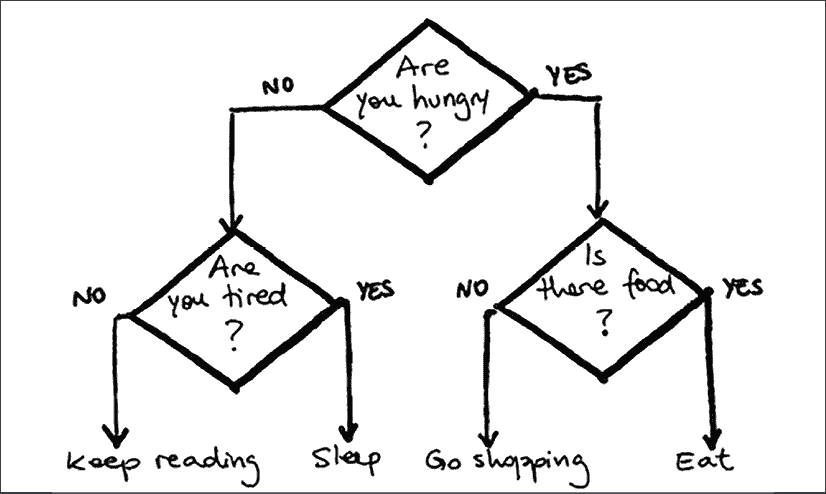 Are
you hungry
?
NO
YES
Are
you tired
?
NO
YES
Is
there food
?
NO
YES
Keep reading
Sleep
Go shopping
Eat